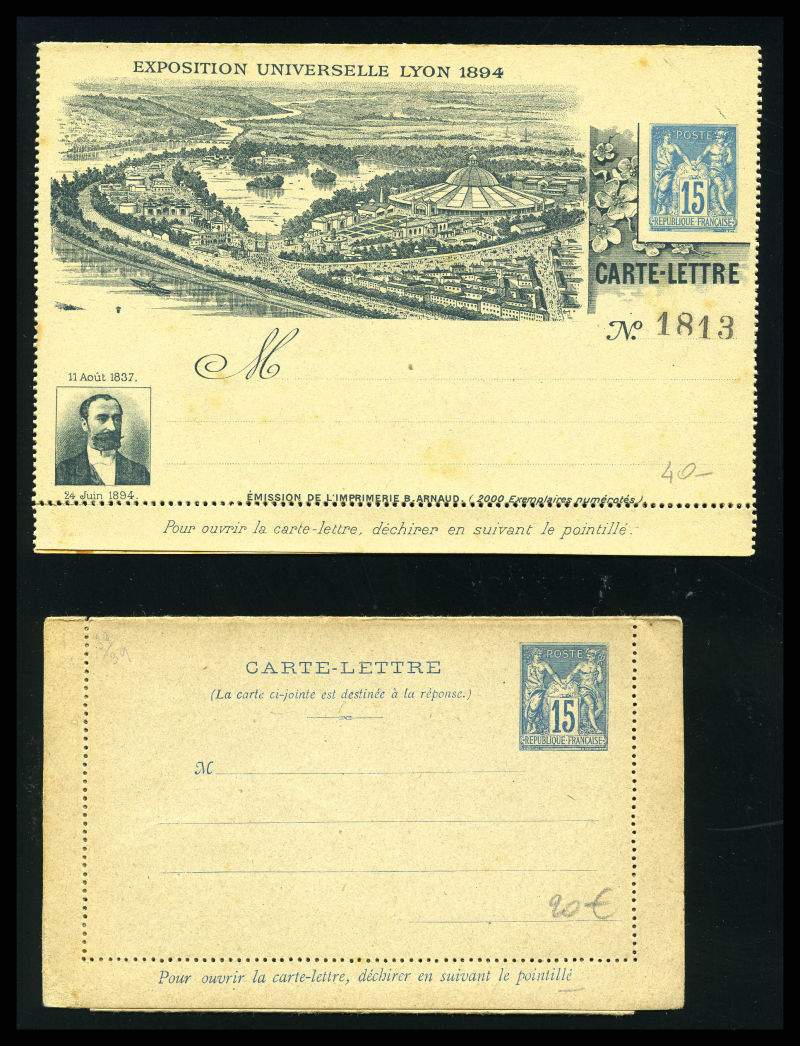 EXPOSITION UNIVERSELLE LYON 1894
POSTE
15
RÉPUBLIQUE FRANÇAISE
CARTE-LETTRE
No. 1813
M
11 Août 1837.
24 Juin 1894.
40-
ÉMISSION DE L'IMPRIMERIE B. ARNAUD. (2000 Exemplaires numérotés)
Pour ouvrir la carte-lettre, déchirer en suivant le pointillé.
CARTE-LETTRE
(La carte ci-jointe est destinée à la réponse.)
POSTE
15
RÉPUBLIQUE FRANÇAISE
M
20€
Pour ouvrir la carte-lettre, déchirer en suivant le pointillé